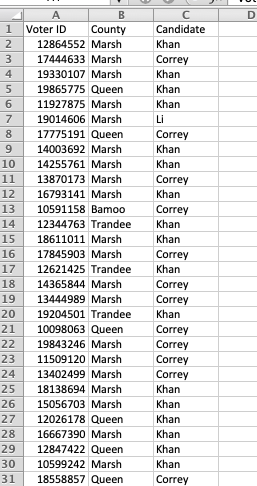 A B C D
1 Voter ID County Candidate
2 12864552 Marsh Khan
3 17444633 Marsh Correy
4 19330107 Marsh Khan
5 19865775 Queen Khan
6 11927875 Marsh Khan
7 19014606 Marsh Li
8 17775191 Queen Correy
9 14003692 Marsh Khan
10 14255761 Marsh Khan
11 13870173 Marsh Correy
12 16793141 Marsh Khan
13 10591158 Bamoo Correy
14 12344763 Trandee Khan
15 18611011 Marsh Khan
16 17845903 Marsh Correy
17 12621425 Trandee Khan
18 14365844 Marsh Correy
19 13444989 Marsh Correy
20 19204501 Trandee Khan
21 10098063 Queen Correy
22 19843246 Marsh Correy
23 11509120 Marsh Correy
24 13402499 Marsh Correy
25 18138694 Marsh Khan
26 15056703 Marsh Khan
27 12026178 Queen Khan
28 16667390 Marsh Khan
29 12847422 Queen Khan
30 10599242 Marsh Khan
31 18558857 Queen Correy